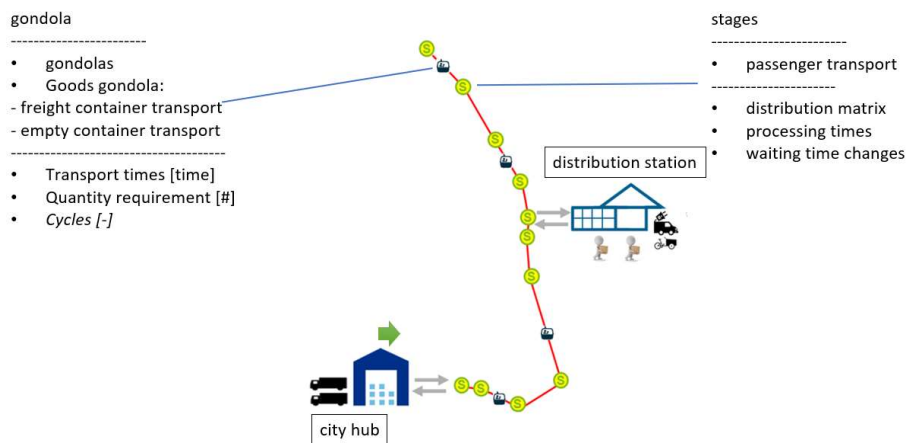 gondola
------------------------
• gondolas
• Goods gondola:
- freight container transport
- empty container transport
--------------------------------------
• Transport times [time]
• Quantity requirement [#]
• Cycles [-]
stages
------------------------
• passenger transport
----------------------
• distribution matrix
• processing times
• waiting time changes
S
S
S
S
distribution station
S
S
S
S
S
S
S
city hub